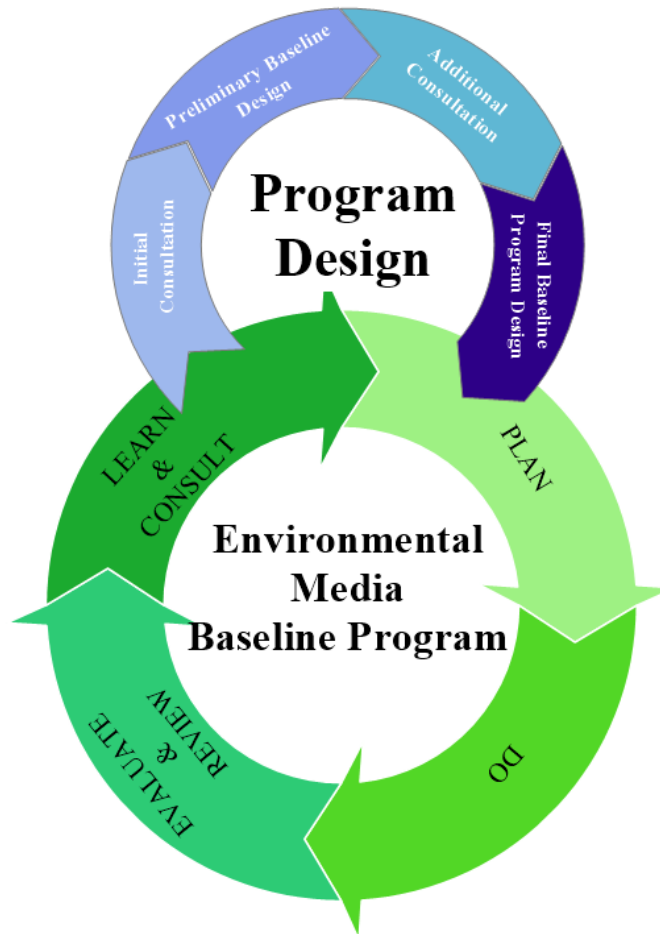 Preliminary Baseline
Design
Additional
Consultation
Initial
Consultation
Final Baseline
Program Design
Program
Design
LEARN
&
CONSULT
PLAN
Environmental
Media
Baseline Program
EVALUATE
&
REVIEW
DO